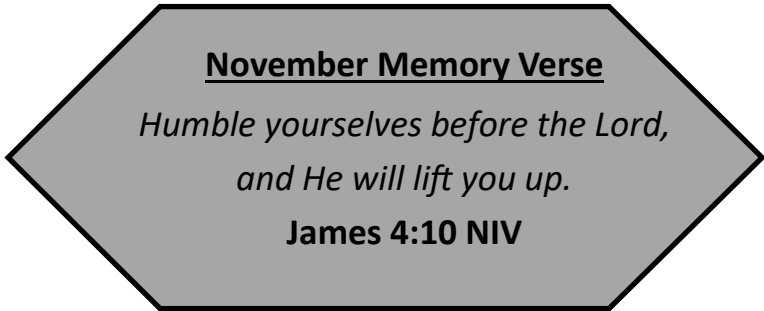 November Memory Verse
Humble yourselves before the Lord,
and He will lift you up.
James 4:10 NIV